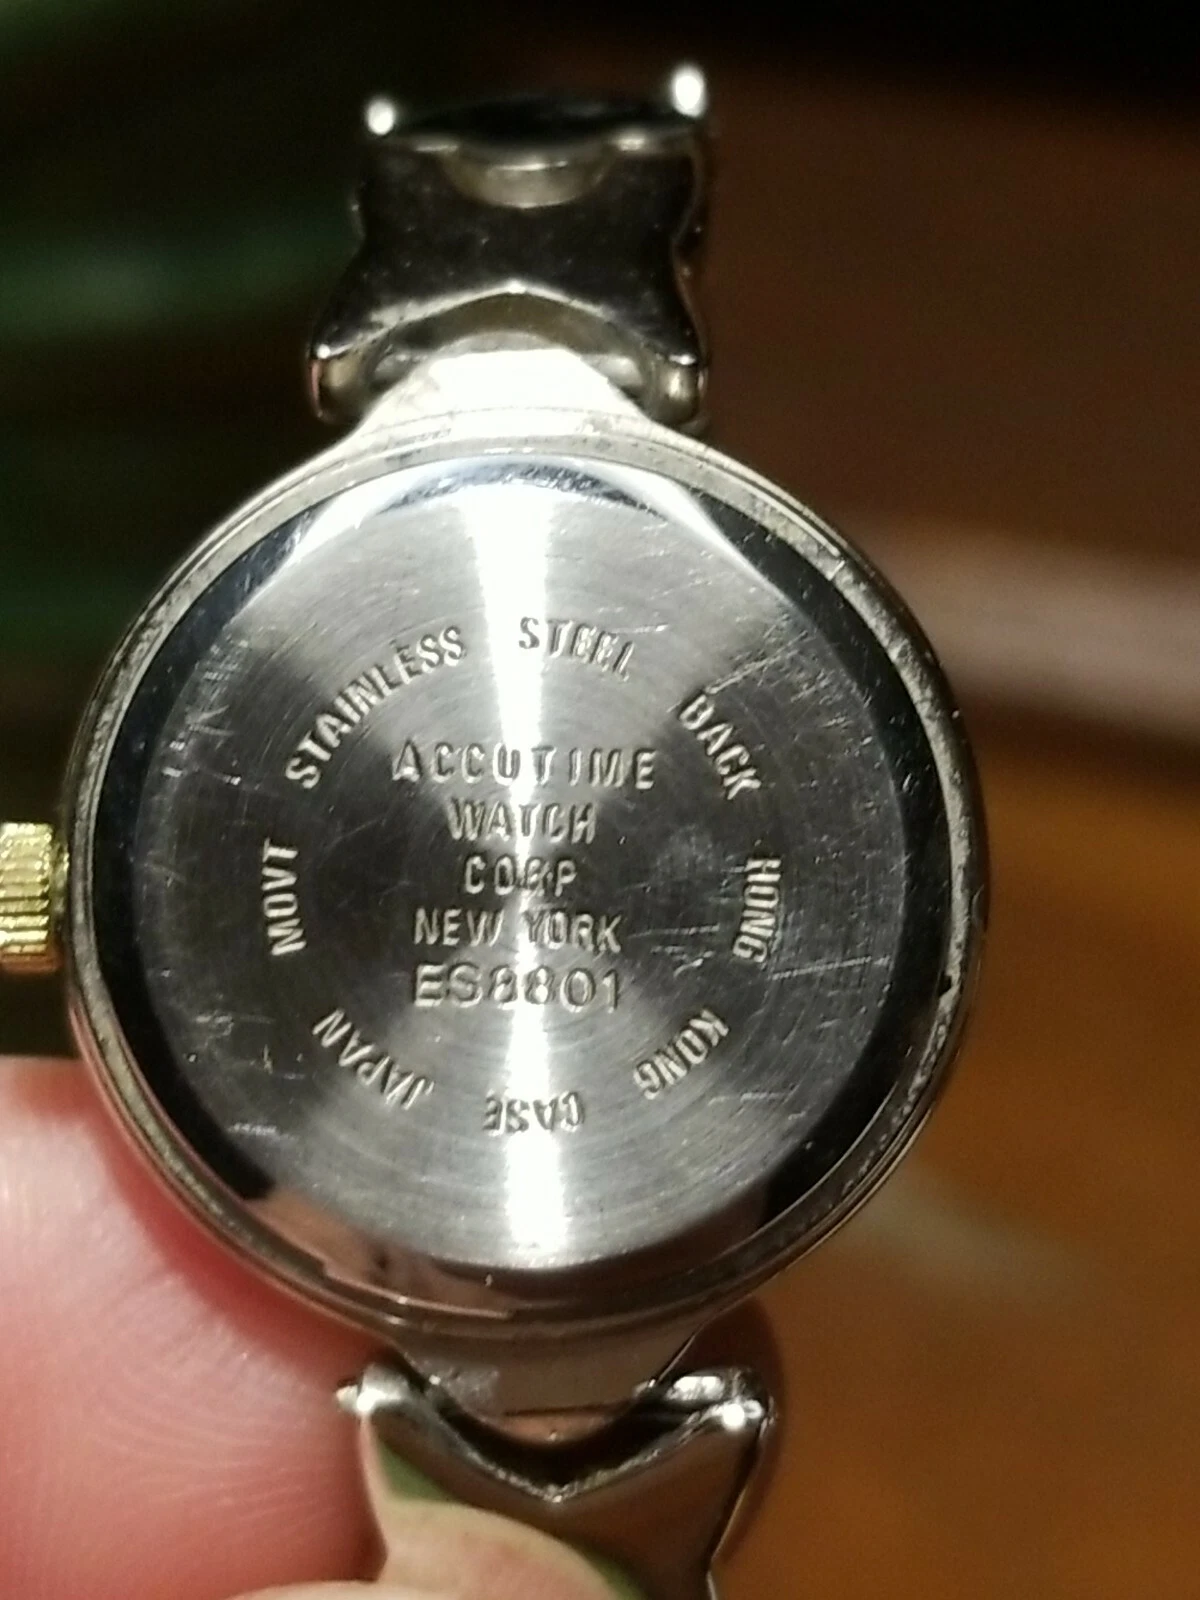 STAINLESS STEEL BACK HONG KONG CASE JAPAN MOVT
ACCUTIME
WATCH
CORP
NEW YORK
ES8801